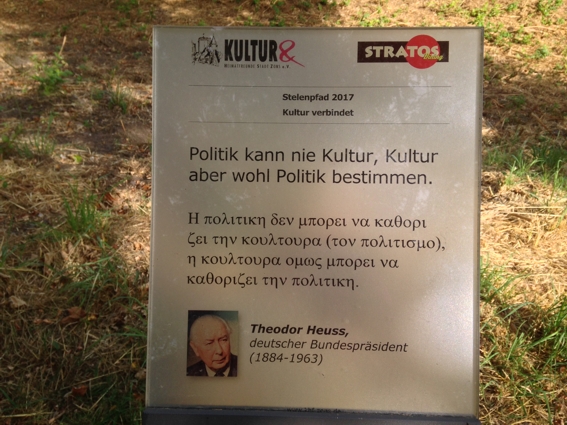 KULTUR&
STRATOS
Stelenpfad 2017
Kultur verbindet
Politik kann nie Kultur, Kultur
aber wohl Politik bestimmen.
Η πολιτικη δεν μπορει να καθορι
ζει την κουλτουρα (τον πολιτισμο),
η κουλτουρα ομως μπορει να
καθοριζει την πολιτικη.
Theodor Heuss,
deutscher Bundespräsident
(1884-1963)